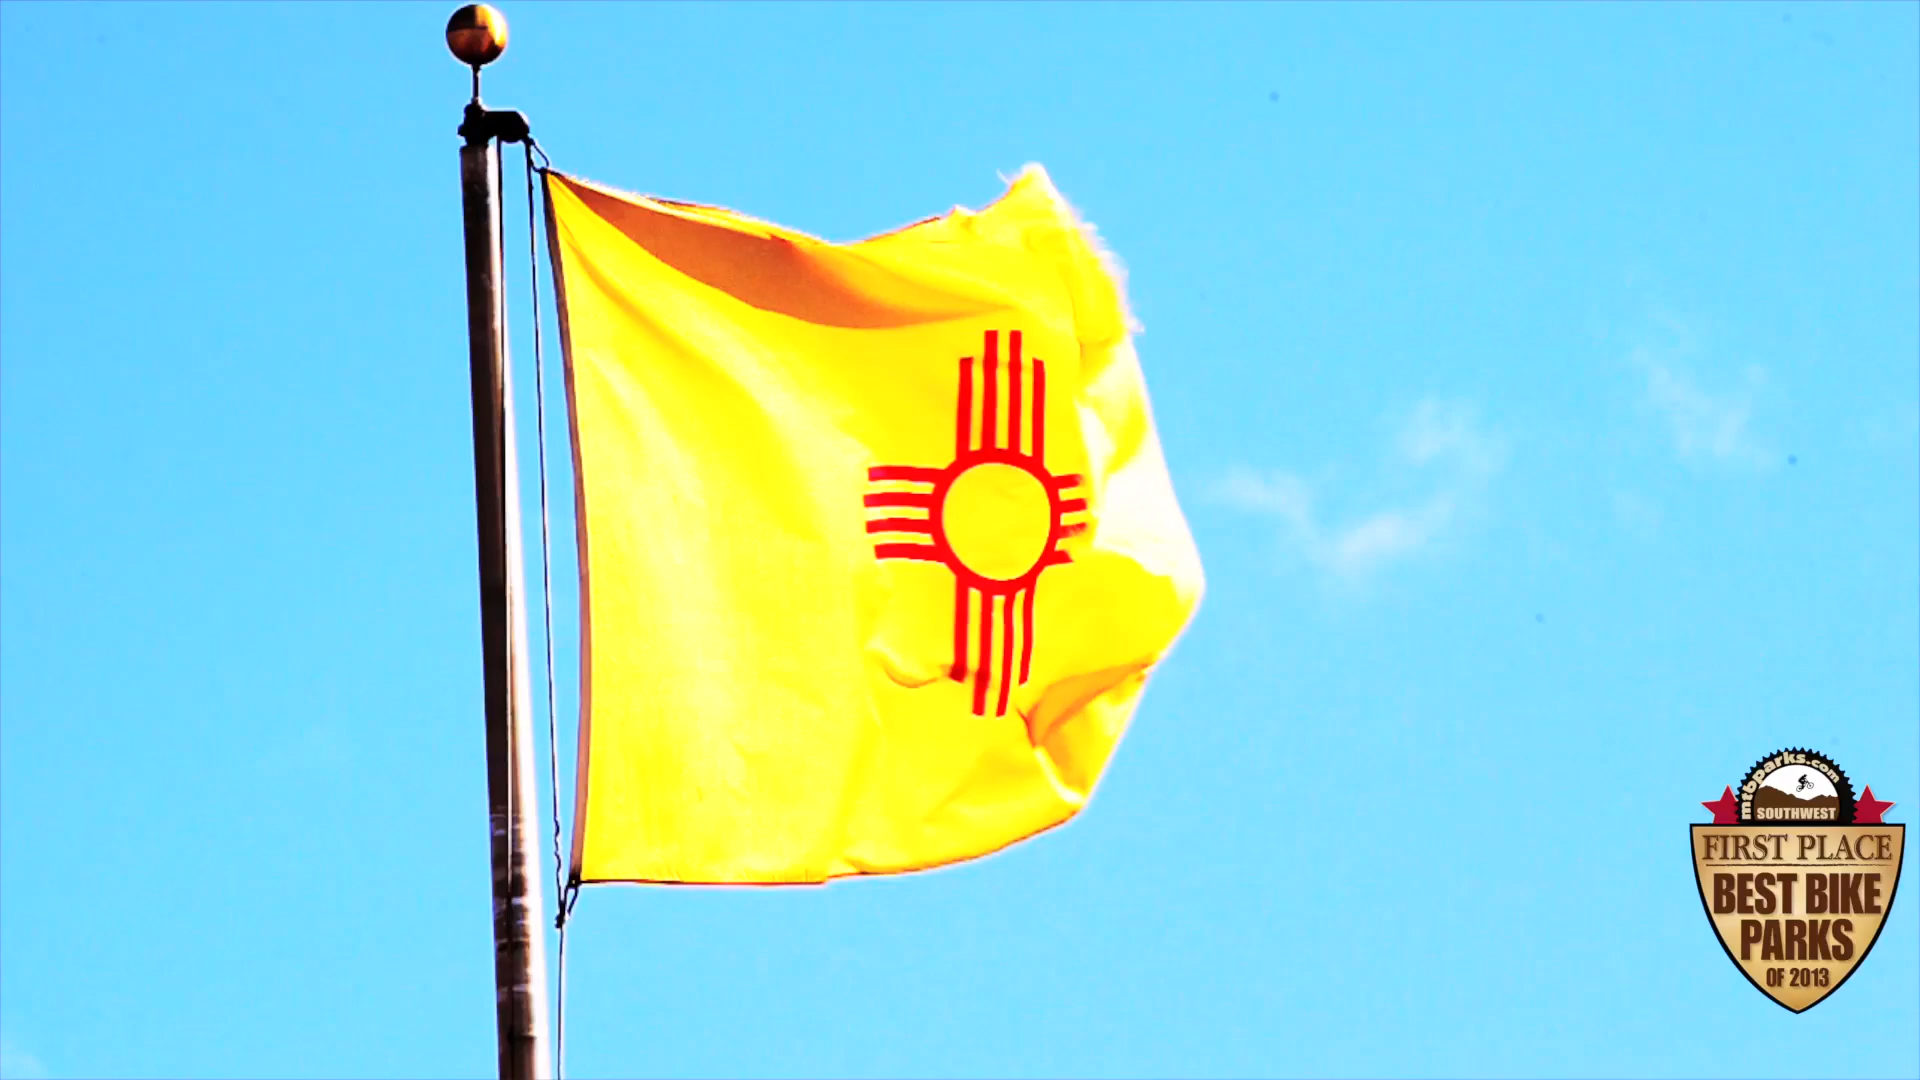 mtbparks.com
SOUTHWEST
FIRST PLACE
BEST BIKE
PARKS
OF 2013